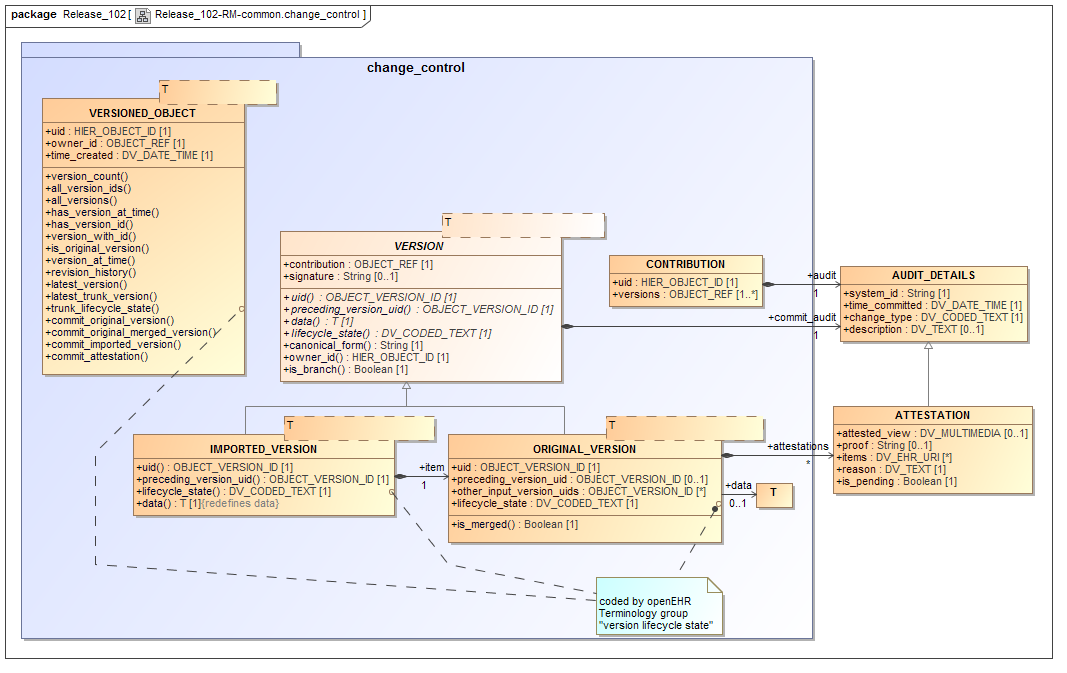 package Release_102 [ Release_102-RM-common.change_control ]
change_control
T
VERSIONED_OBJECT
+uid : HIER_OBJECT_ID [1]
+owner_id : OBJECT_REF [1]
+time_created : DV_DATE_TIME [1]
+version_count()
+all_version_ids()
+all_versions()
+has_version_at_time()
+has_version_id()
+version_with_id()
+is_original_version()
+version_at_time()
+revision_history()
+latest_version()
+latest_trunk_version()
+trunk_lifecycle_state()
+commit_original_version()
+commit_original_merged_version()
+commit_imported_version()
+commit_attestation()
T
VERSION
+contribution : OBJECT_REF [1]
+signature : String [0..1]
+uid() : OBJECT_VERSION_ID [1]
+preceding_version_uid() : OBJECT_VERSION_ID [1]
+data() : T [1]
+lifecycle_state() : DV_CODED_TEXT [1]
+canonical_form() : String [1]
+owner_id() : HIER_OBJECT_ID [1]
+is_branch() : Boolean [1]
CONTRIBUTION
+uid : HIER_OBJECT_ID [1]
+versions : OBJECT_REF [1..*]
+audit
1
+commit_audit
1
AUDIT_DETAILS
+system_id : String [1]
+time_committed : DV_DATE_TIME [1]
+change_type : DV_CODED_TEXT [1]
+description : DV_TEXT [0..1]
T
IMPORTED_VERSION
+uid() : OBJECT_VERSION_ID [1]
+preceding_version_uid() : OBJECT_VERSION_ID [1]
+lifecycle_state() : DV_CODED_TEXT [1]
+data() : T [1]{redefines data}
+item
1
T
ORIGINAL_VERSION
+uid : OBJECT_VERSION_ID [1]
+preceding_version_uid : OBJECT_VERSION_ID [0..1]
+other_input_version_uids : OBJECT_VERSION_ID [*]
+lifecycle_state : DV_CODED_TEXT [1]
+is_merged() : Boolean [1]
+attestations
*
+data
0..1
T
ATTESTATION
+attested_view : DV_MULTIMEDIA [0..1]
+proof : String [0..1]
+items : DV_EHR_URI [*]
+reason : DV_TEXT [1]
+is_pending : Boolean [1]
coded by openEHR
Terminology group
"version lifecycle state"